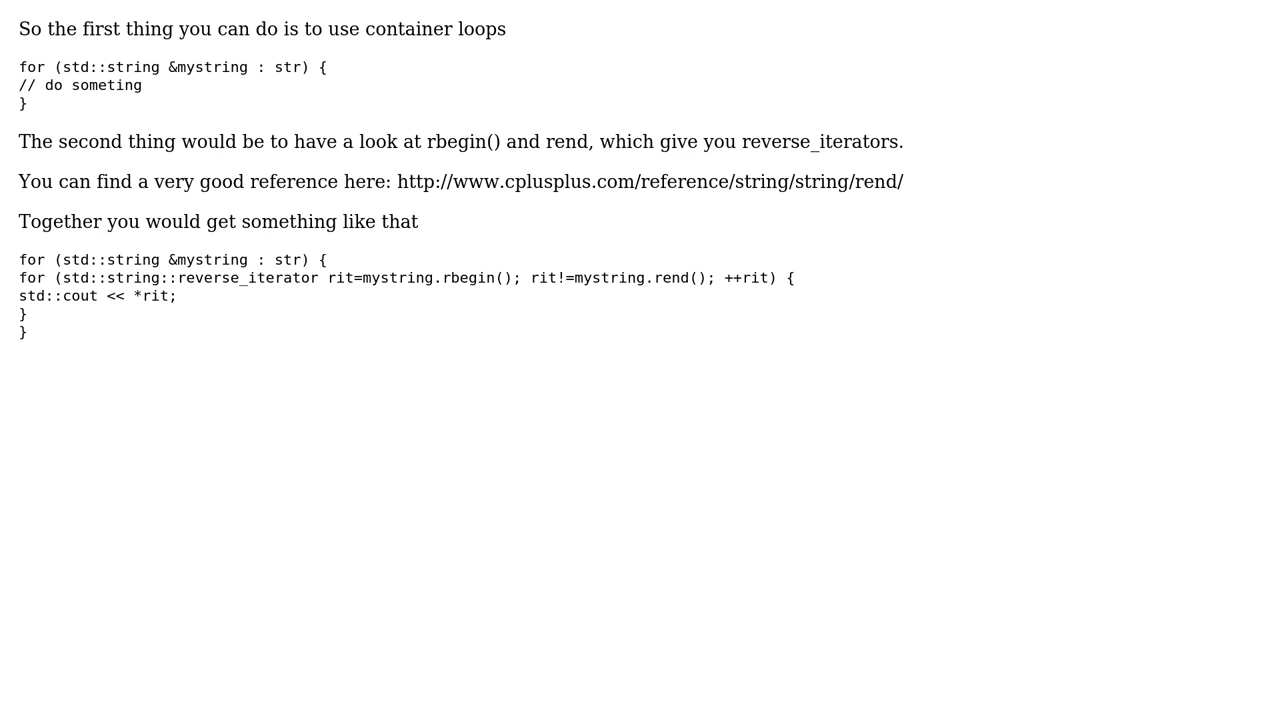 So the first thing you can do is to use container loops
for (std::string &mystring : str) {
// do someting
}
The second thing would be to have a look at rbegin() and rend, which give you reverse_iterators.
You can find a very good reference here: http://www.cplusplus.com/reference/string/string/rend/
Together you would get something like that
for (std::string &mystring : str) {
for (std::string::reverse_iterator rit=mystring.rbegin(); rit!=mystring.rend(); ++rit) {
std::cout << *rit;
}
}